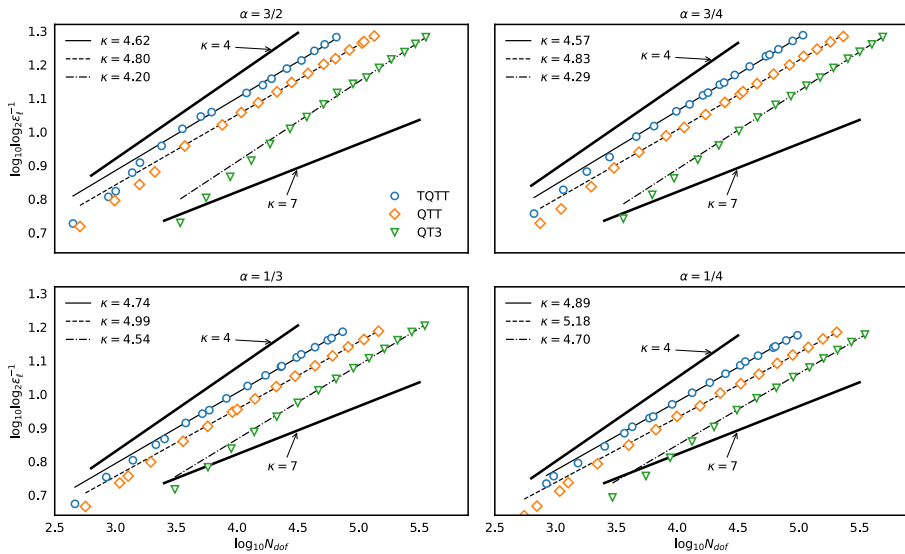 α = 3/2
α = 3/4
1.3
1.2
1.1
1.0
0.9
0.8
0.7
log₁₀log₂ε_ℓ⁻¹
κ = 4.62
κ = 4.80
κ = 4.20
κ = 4
κ = 7
TQTT
QTT
QT3
κ = 4.57
κ = 4.83
κ = 4.29
κ = 4
κ = 7
α = 1/3
α = 1/4
1.3
1.2
1.1
1.0
0.9
0.8
0.7
log₁₀log₂ε_ℓ⁻¹
κ = 4.74
κ = 4.99
κ = 4.54
κ = 4
κ = 7
κ = 4.89
κ = 5.18
κ = 4.70
κ = 4
κ = 7
2.5 3.0 3.5 4.0 4.5 5.0 5.5
2.5 3.0 3.5 4.0 4.5 5.0 5.5
log₁₀N_dof
log₁₀N_dof